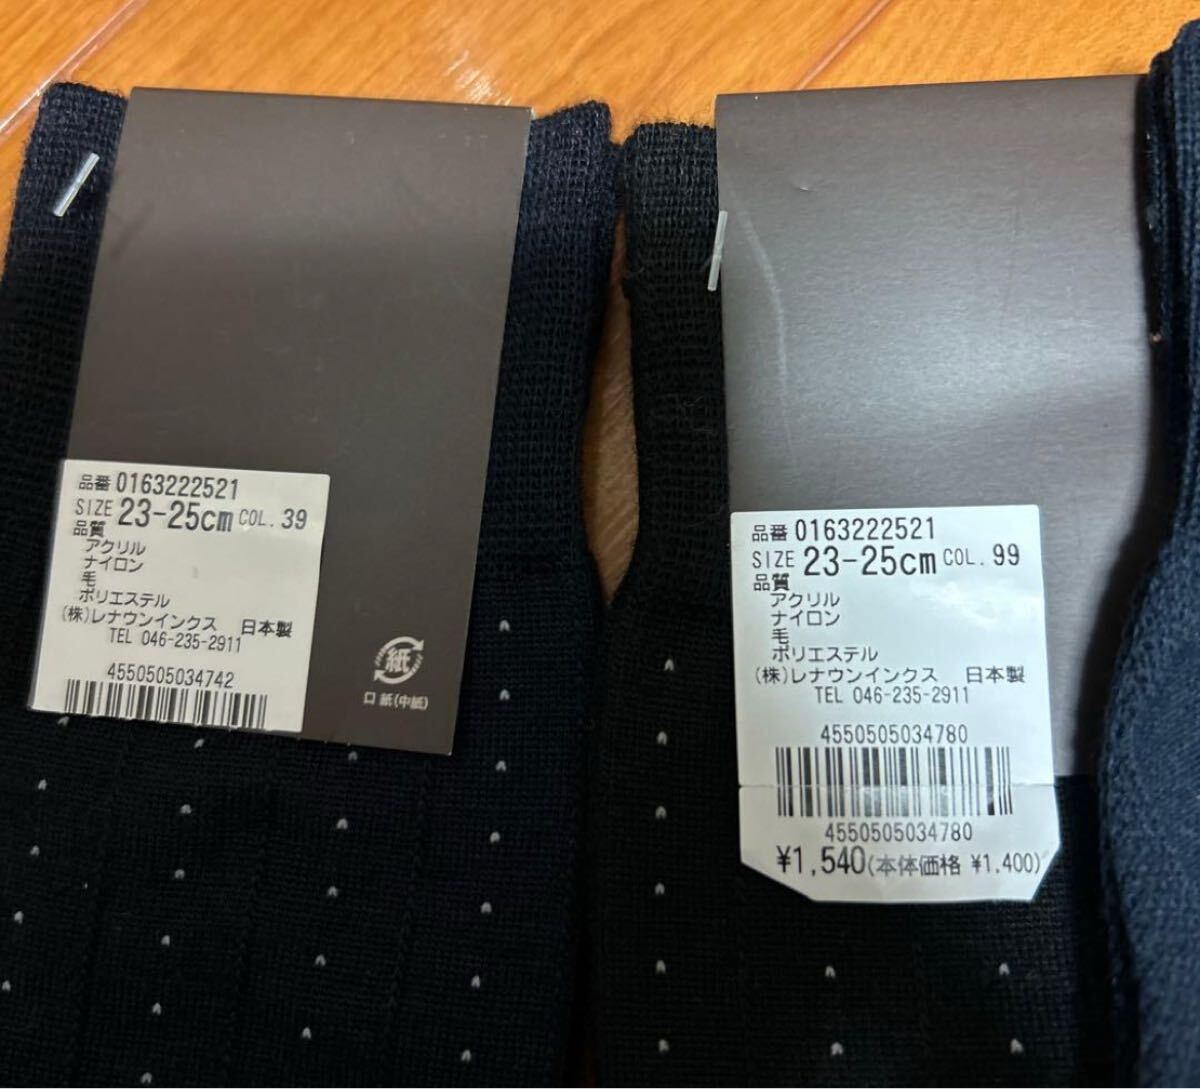 品番 0163222521
SIZE 23-25cm COL. 39
品質
アクリル
ナイロン
毛
ポリエステル
(株)レナウンインクス 日本製
TEL 046-235-2911
4550505034742
紙
口 紙(中紙)
品番 0163222521
SIZE 23-25cm COL. 99
品質
アクリル
ナイロン
毛
ポリエステル
(株)レナウンインクス 日本製
TEL 046-235-2911
4550505034780
4550505034780
¥1,540(本体価格 ¥1,400)